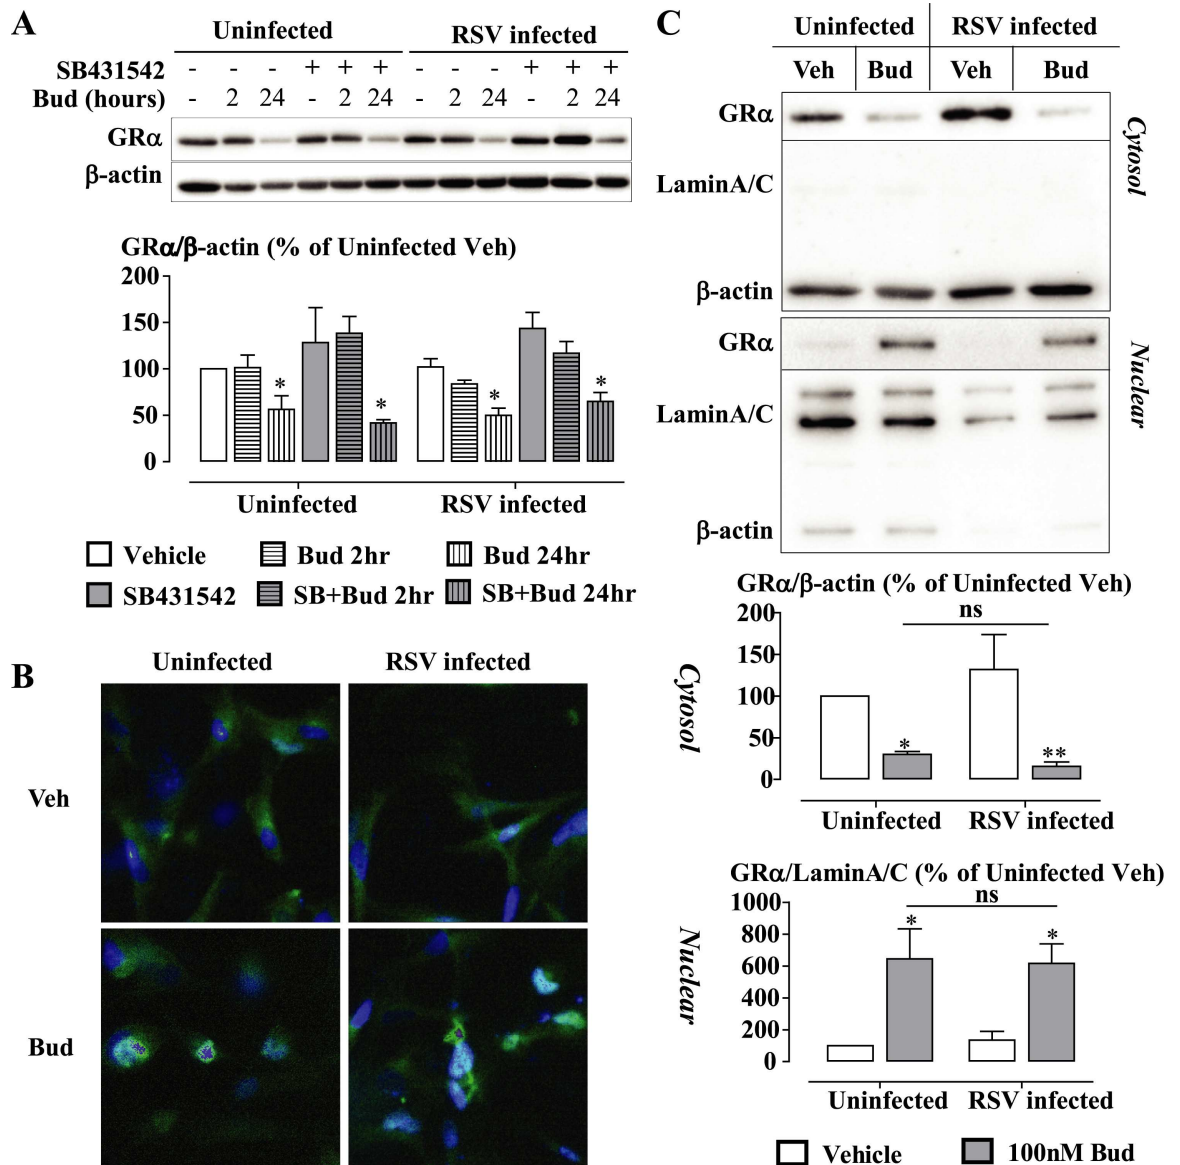 A
Uninfected RSV infected
SB431542 - - - + + + - - - + + +
Bud (hours) - 2 24 - 2 24 - 2 24 - 2 24
GRα
β-actin
GRα/β-actin (% of Uninfected Veh)
200
150
100
50
0
* * * *
Uninfected RSV infected
Vehicle Bud 2hr Bud 24hr
SB431542 SB+Bud 2hr SB+Bud 24hr
B
Uninfected RSV infected
Veh
Bud
C
Uninfected RSV infected
Veh Bud Veh Bud
GRα
LaminA/C
β-actin
Cytosol
GRα
LaminA/C
β-actin
Nuclear
GRα/β-actin (% of Uninfected Veh)
ns
200
150
100
50
0
* **
Cytosol
Uninfected RSV infected
GRα/LaminA/C (% of Uninfected Veh)
ns
1000
800
600
400
200
0
* *
Nuclear
Uninfected RSV infected
Vehicle 100nM Bud